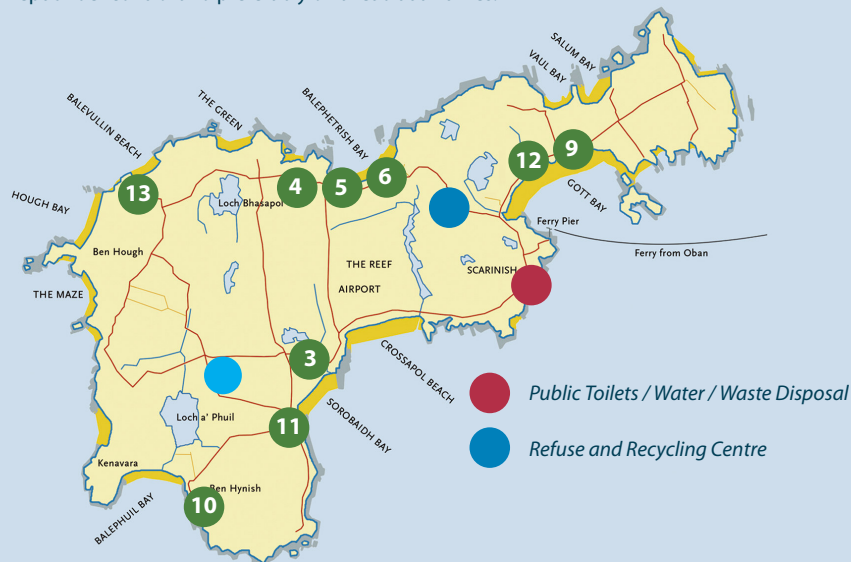 SALUM BAY
VAUL BAY
BALEPHETRISH BAY
THE GREEN
BALEVULLIN BEACH
12
9
6
5
4
13
GOTT BAY
HOUGH BAY
Loch Bhasapol
Ferry Pier
Ben Hough
Ferry from Oban
THE REEF
SCARINISH
AIRPORT
THE MAZE
3
CROSSAPOL BEACH
Public Toilets / Water / Waste Disposal
SOROBAIDH BAY
Loch a' Phuil
11
Refuse and Recycling Centre
Kenavara
Ben Hynish
10
BALEPHUIL BAY